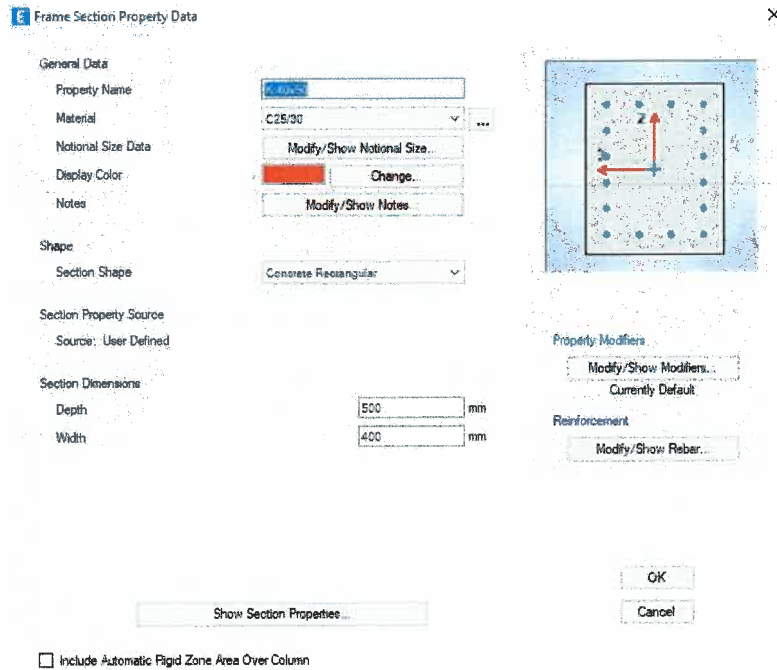 Frame Section Property Data
General Data
Property Name
Material
C25/30
...
Notional Size Data
Modify/Show Notional Size...
Display Color
Change...
Notes
Modify/Show Notes
Shape
Section Shape
Concrete Rectangular
Section Property Source
Source: User Defined
Section Dimensions
Depth
500
mm
Width
400
mm
Property Modifiers
Modify/Show Modifiers...
Currently Default
Reinforcement
Modify/Show Rebar...
OK
Show Section Properties...
Cancel
Include Automatic Rigid Zone Area Over Column